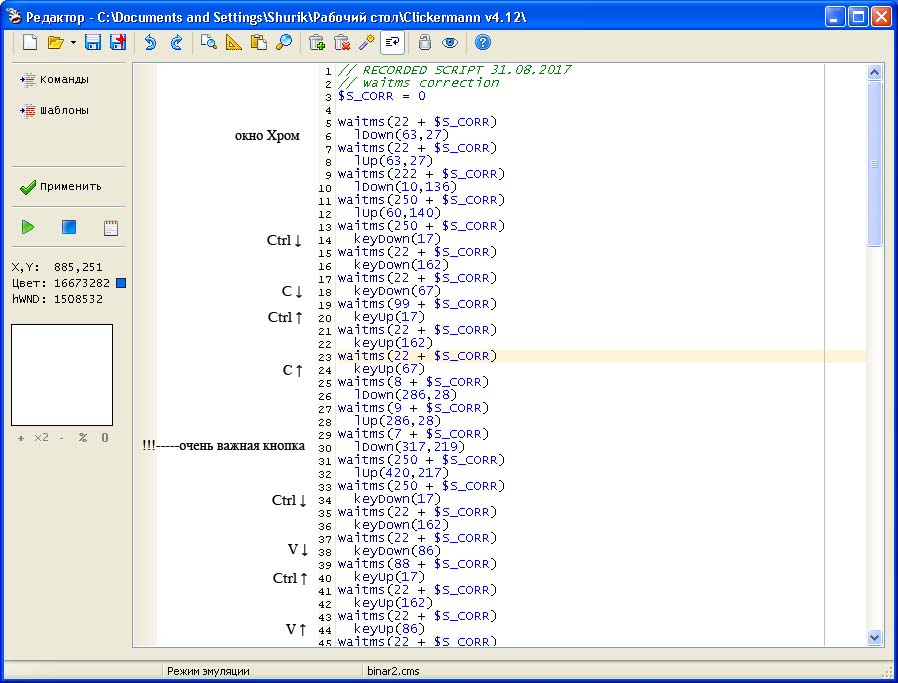 Редактор - C:\Documents and Settings\Shurik\Рабочий стол\Clickermann v4.12\
Команды
Шаблоны
Применить
X,Y: 885,251
Цвет: 16673282
hWND: 1508532
+ x2 - % 0
1 // RECORDED SCRIPT 31.08.2017
2 // waitms correction
3 $S_CORR = 0
4
5 waitms(22 + $S_CORR)
окно Хром 6 lDown(63,27)
7 waitms(22 + $S_CORR)
8 lUp(63,27)
9 waitms(222 + $S_CORR)
10 lDown(10,136)
11 waitms(250 + $S_CORR)
12 lUp(60,140)
13 waitms(250 + $S_CORR)
Ctrl ↓ 14 keyDown(17)
15 waitms(22 + $S_CORR)
16 keyDown(162)
17 waitms(22 + $S_CORR)
C ↓ 18 keyDown(67)
19 waitms(99 + $S_CORR)
Ctrl ↑ 20 keyUp(17)
21 waitms(22 + $S_CORR)
22 keyUp(162)
23 waitms(22 + $S_CORR)
C ↑ 24 keyUp(67)
25 waitms(8 + $S_CORR)
26 lDown(286,28)
27 waitms(9 + $S_CORR)
28 lUp(286,28)
29 waitms(7 + $S_CORR)
!!!-----очень важная кнопка 30 lDown(317,219)
31 waitms(250 + $S_CORR)
32 lUp(420,217)
33 waitms(250 + $S_CORR)
Ctrl ↓ 34 keyDown(17)
35 waitms(22 + $S_CORR)
36 keyDown(162)
37 waitms(22 + $S_CORR)
V ↓ 38 keyDown(86)
39 waitms(88 + $S_CORR)
Ctrl ↑ 40 keyUp(17)
41 waitms(22 + $S_CORR)
42 keyUp(162)
43 waitms(22 + $S_CORR)
V ↑ 44 keyUp(86)
45 waitms(22 + $S_CORR)
Режим эмуляции
binar2.cms